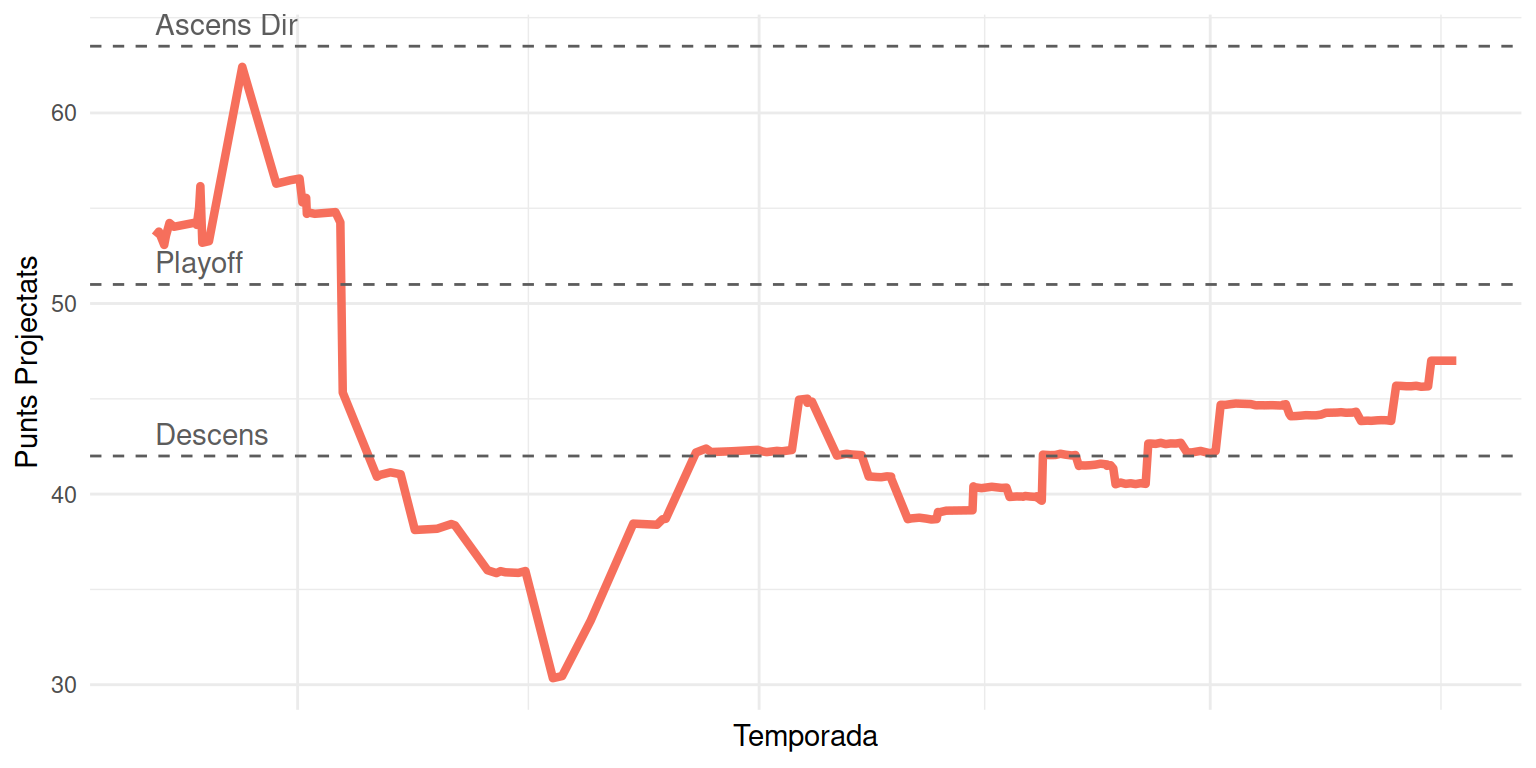 Ascens Dir
60
Playoff
50
Descens
40
30
Punts Projectats
Temporada